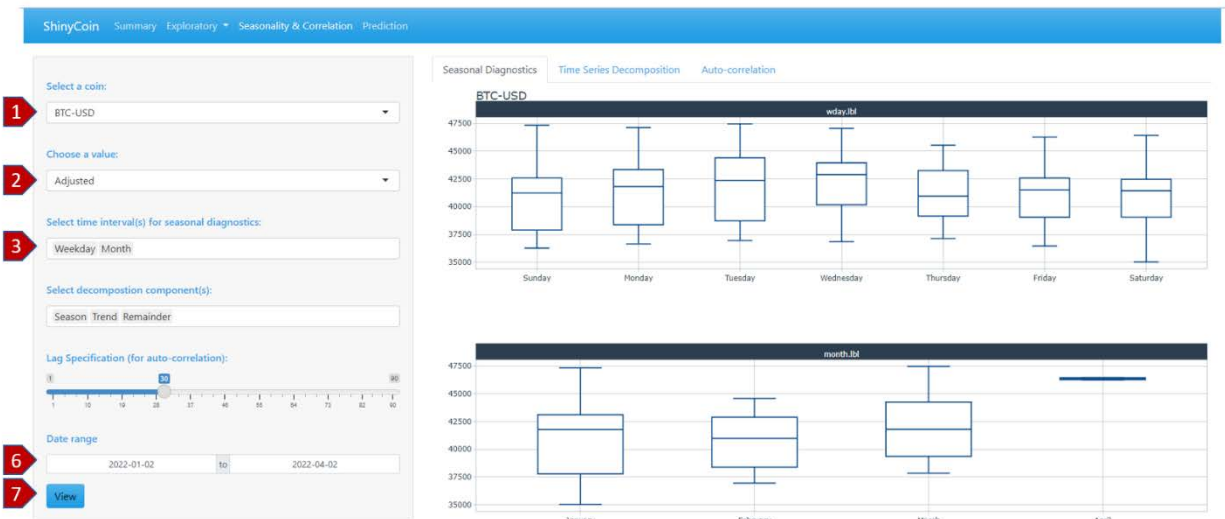 ShinyCoin Summary Exploratory Seasonality & Correlation Prediction
Select a coin:
1
BTC-USD
Choose a value:
2
Adjusted
Select time interval(s) for seasonal diagnostics:
3
Weekday Month
Select decompostion component(s):
Season Trend Remainder
Lag Specification (for auto-correlation):
1 30 90
1 10 19 28 37 46 55 64 73 82 90
Date range
6
2022-01-02 to 2022-04-02
7
View
Seasonal Diagnostics Time Series Decomposition Auto-correlation
BTC-USD
wday.lbl
47500
45000
42500
40000
37500
35000
Sunday Monday Tuesday Wednesday Thursday Friday Saturday
month.lbl
47500
45000
42500
40000
37500
35000